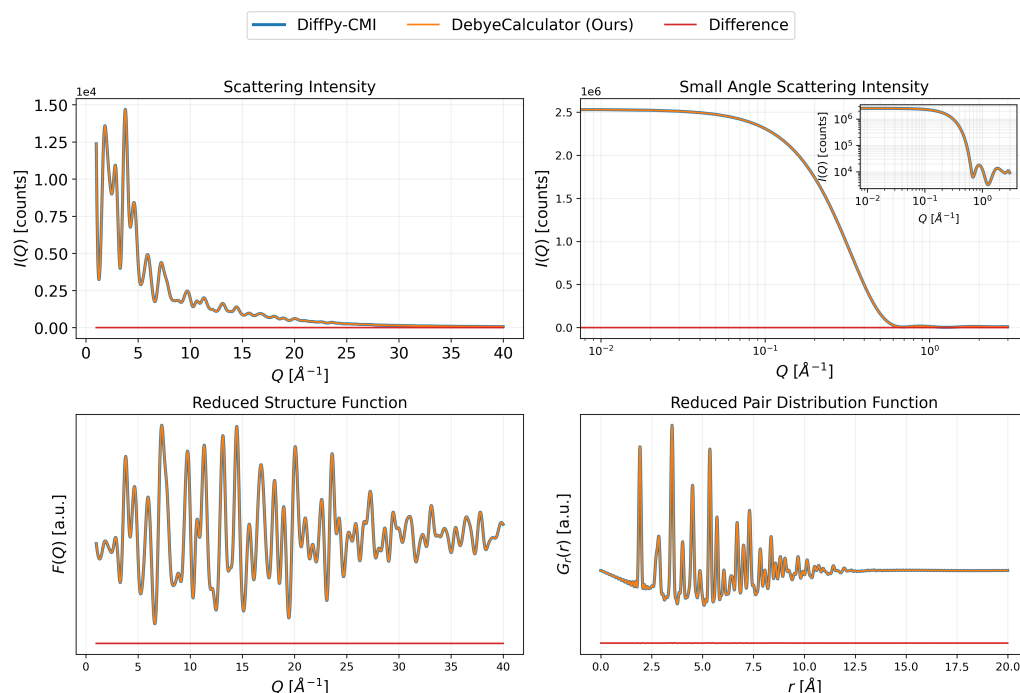 DiffPy-CMI DebyeCalculator (Ours) Difference
Scattering Intensity
1e4
1.50
1.25
1.00
0.75
0.50
0.25
0.00
I(Q) [counts]
0 5 10 15 20 25 30 35 40
Q [Å⁻¹]
Small Angle Scattering Intensity
1e6
2.5
2.0
1.5
1.0
0.5
0.0
I(Q) [counts]
10⁻² 10⁻¹ 10⁰
Q [Å⁻¹]
10⁶
10⁵
10⁴
I(Q) [counts]
10⁻² 10⁻¹ 10⁰
Q [Å⁻¹]
Reduced Structure Function
F(Q) [a.u.]
0 5 10 15 20 25 30 35 40
Q [Å⁻¹]
Reduced Pair Distribution Function
Gᵣ(r) [a.u.]
0.0 2.5 5.0 7.5 10.0 12.5 15.0 17.5 20.0
r [Å]